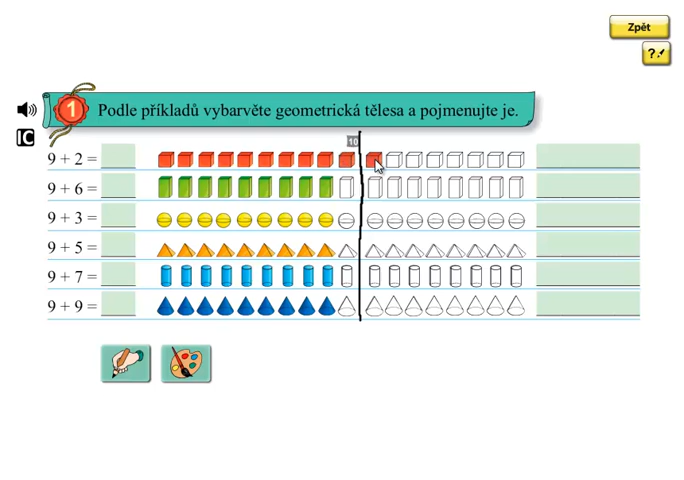 Zpět
?
1 Podle příkladů vybarvěte geometrická tělesa a pojmenujte je.
IC
10
9 + 2 =
9 + 6 =
9 + 3 =
9 + 5 =
9 + 7 =
9 + 9 =